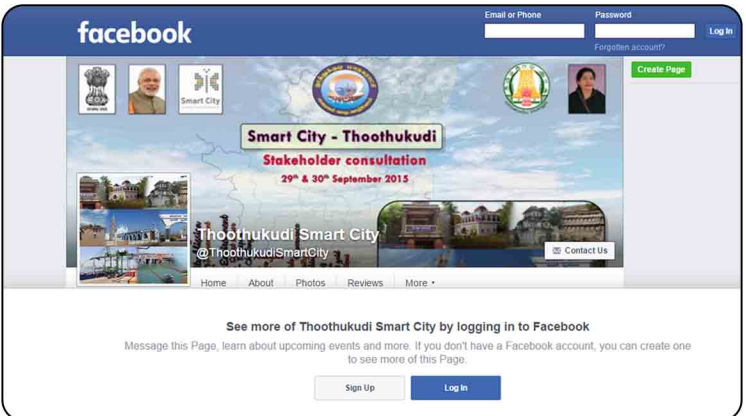 Email or Phone
Password
facebook
Log In
Forgotten account?
Create Page
Smart City
Smart City - Thoothukudi
Stakeholder consultation
29th & 30th September 2015
Thoothukudi Smart City
@ThoothukudiSmartCity
Contact Us
Home
About
Photos
Reviews
More
See more of Thoothukudi Smart City by logging in to Facebook
Message this Page, learn about upcoming events and more. If you don't have a Facebook account, you can create one
to see more of this Page.
Sign Up
Log In